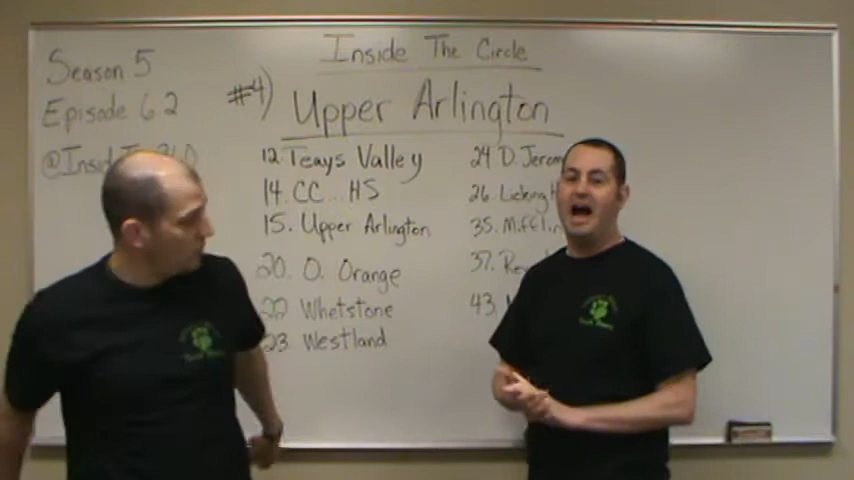 Season 5
Inside The Circle
Episode 62
#4) Upper Arlington
12. Teays Valley
14. CC... HS
15. Upper Arlington
20. O. Orange
22 Whetstone
23 Westland
24 D. Jerom
26. Licking H
35. Mifflin
37.
43.